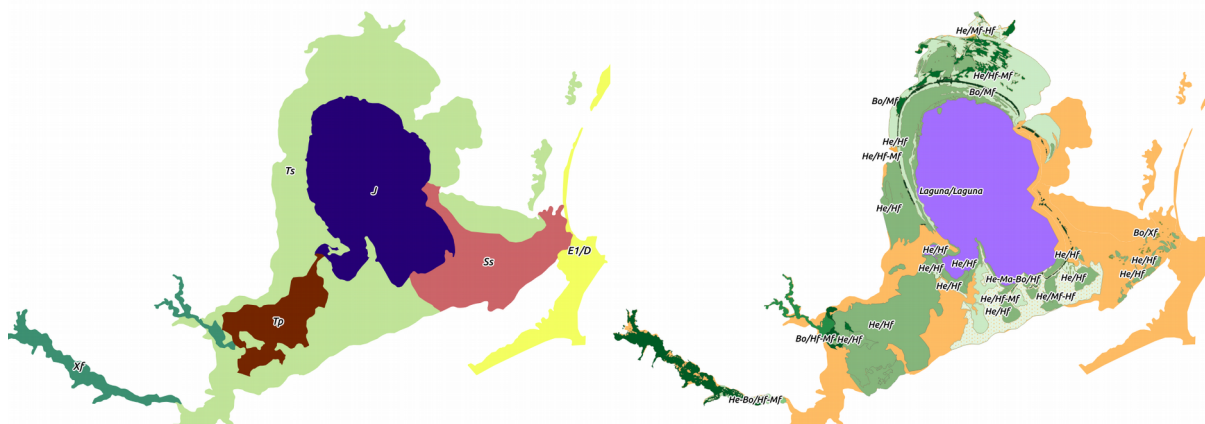 Ts
J
Ss
E1/D
Tp
Xf
He/Mf-Hf
He/Hf-Mf
Bo/Mf
Bo/Mf
He/Hf
He/Hf-Mf
Laguna/Laguna
He/Hf
Bo/Xf
He/Hf
He/Hf
He/Hf
He/Hf
He/Hf
He/Hf
He-Ma-Bo/Hf
He/Hf
He/Hf
He/Hf-Mf
He/Mf-Hf
He/Hf
He/Hf
Bo/Hf-Mf
He/Hf
He-Bo/Hf-Mf